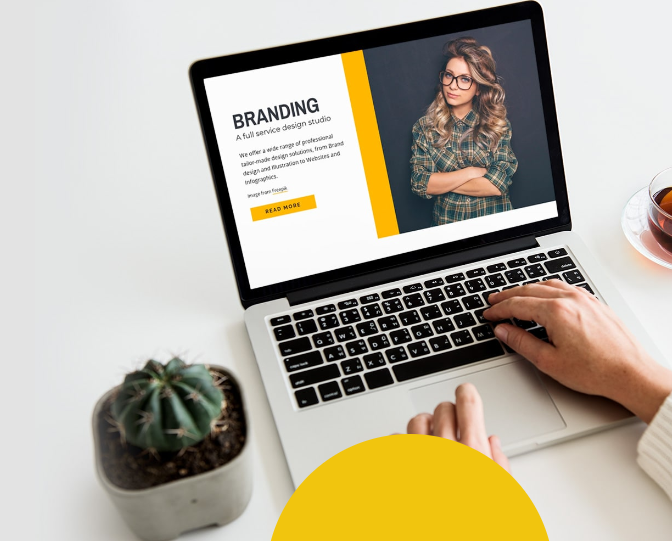 BRANDING
A full service design studio
We offer a wide range of professional
tailor-made design solutions, from Brand
design and Illustration to Websites and
Infographics.
Image from Freepik
READ MORE